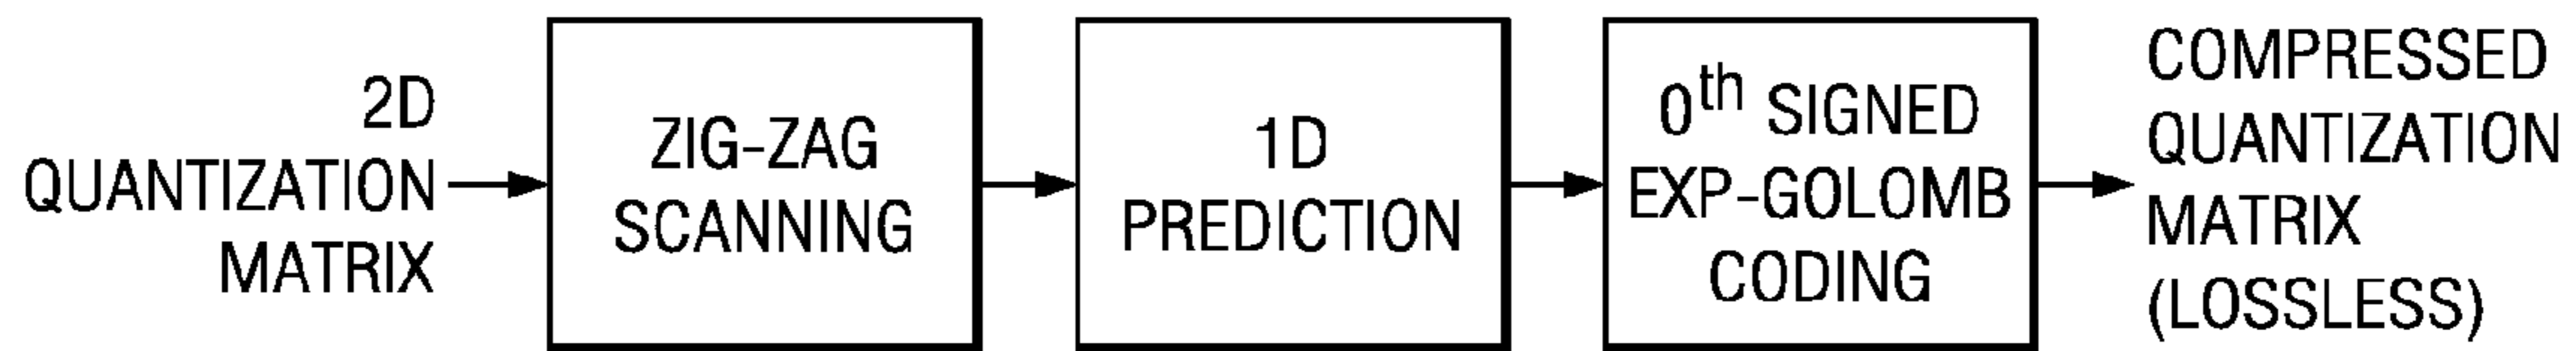 2D
QUANTIZATION
MATRIX
ZIG-ZAG
SCANNING
1D
PREDICTION
0th SIGNED
EXP-GOLOMB
CODING
COMPRESSED
QUANTIZATION
MATRIX
(LOSSLESS)